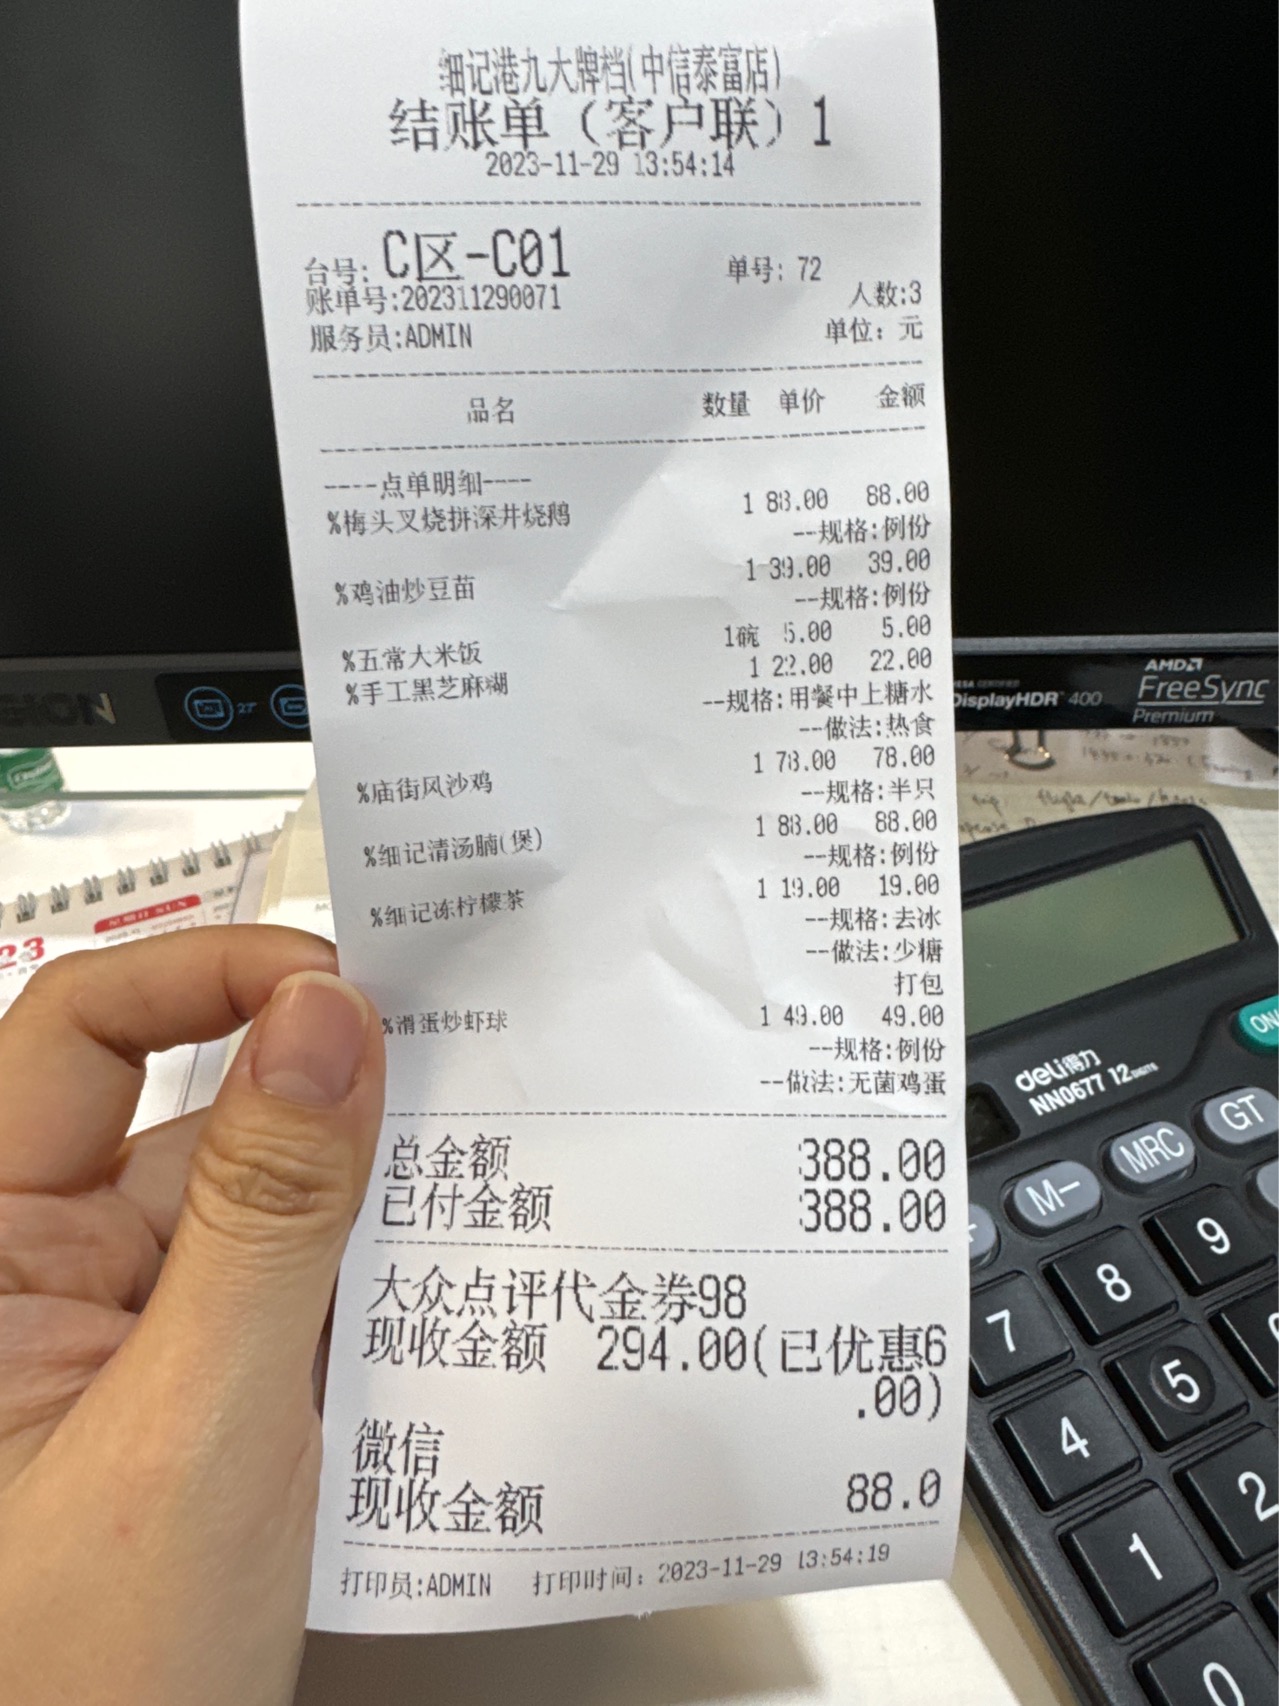 细记港九大牌档(中信泰富店)
结账单（客户联）1
2023-11-29 13:54:14
台号: C区-C01 单号: 72
账单号:202311290071 人数:3
服务员:ADMIN 单位: 元
品名 数量 单价 金额
----点单明细----
%梅头叉烧拼深井烧鹅 1 88.00 88.00
--规格:例份
%鸡油炒豆苗 1 39.00 39.00
--规格:例份
%五常大米饭 1碗 5.00 5.00
%手工黑芝麻糊 1 22.00 22.00
--规格:用餐中上糖水
--做法:热食
%庙街风沙鸡 1 78.00 78.00
--规格:半只
%细记清汤腩(煲) 1 88.00 88.00
--规格:例份
%细记冻柠檬茶 1 19.00 19.00
--规格:去冰
--做法:少糖
打包
%滑蛋炒虾球 1 49.00 49.00
--规格:例份
--做法:无菌鸡蛋
总金额 388.00
已付金额 388.00
大众点评代金券98
现收金额 294.00(已优惠6
.00)
微信
现收金额 88.0
打印员:ADMIN 打印时间: 2023-11-29 13:54:19
27"
DisplayHDR 400
AMD
FreeSync
Premium
deli得力
NN0677 12 DIGITS
ON
GT
MRC
M-
9
8
7
5
4
2
1
0
23